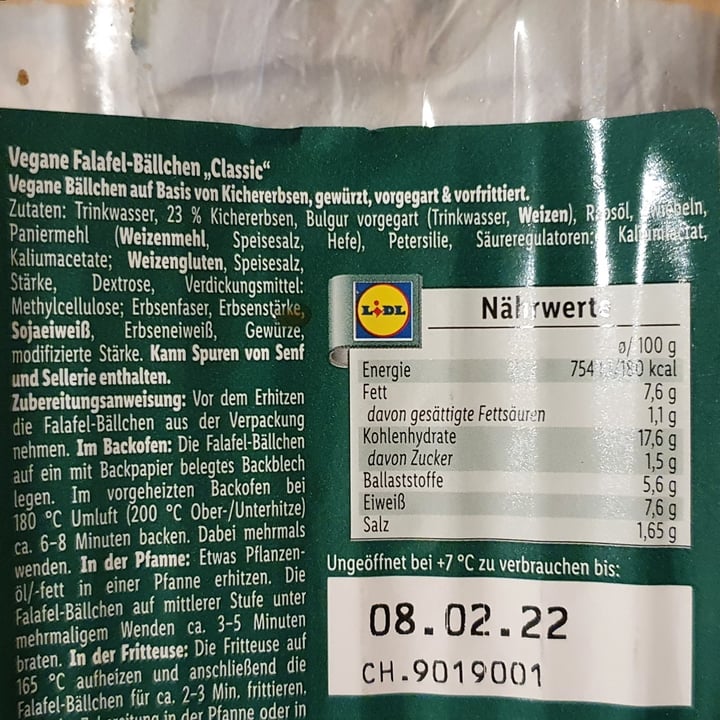 Vegane Falafel-Bällchen „Classic“
Vegane Bällchen auf Basis von Kichererbsen, gewürzt, vorgegart & vorfrittiert.
Zutaten: Trinkwasser, 23 % Kichererbsen, Bulgur vorgegart (Trinkwasser, Weizen),
Paniermehl (Weizenmehl, Speisesalz, Hefe), Petersilie, Säureregulatoren:
Kaliumacetate; Weizengluten, Speisesalz,
Stärke, Dextrose, Verdickungsmittel:
Methylcellulose; Erbsenfaser, Erbsenstärke,
Sojaeiweiß, Erbseneiweiß, Gewürze,
modifizierte Stärke. Kann Spuren von Senf
und Sellerie enthalten.
Zubereitungsanweisung: Vor dem Erhitzen
die Falafel-Bällchen aus der Verpackung
nehmen. Im Backofen: Die Falafel-Bällchen
auf ein mit Backpapier belegtes Backblech
legen. Im vorgeheizten Backofen bei
180 °C Umluft (200 °C Ober-/Unterhitze)
ca. 6-8 Minuten backen. Dabei mehrmals
wenden. In der Pfanne: Etwas Pflanzen-
öl/-fett in einer Pfanne erhitzen. Die
Falafel-Bällchen auf mittlerer Stufe unter
mehrmaligem Wenden ca. 3-5 Minuten
braten. In der Fritteuse: Die Fritteuse auf
165 °C aufheizen und anschließend die
Falafel-Bällchen für ca. 2-3 Min. frittieren.
in der Pfanne oder in
LIDL
Nährwerte
ø/ 100 g
Energie 754 /180 kcal
Fett 7,6 g
davon gesättigte Fettsäuren 1,1 g
Kohlenhydrate 17,6 g
davon Zucker 1,5 g
Ballaststoffe 5,6 g
Eiweiß 7,6 g
Salz 1,65 g
Ungeöffnet bei +7 °C zu verbrauchen bis:
08.02.22
CH.9019001